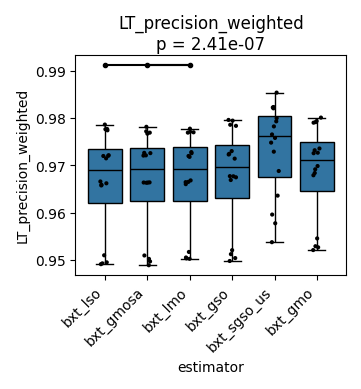 LT_precision_weighted
p = 2.41e-07
LT_precision_weighted
0.99
0.98
0.97
0.96
0.95
bxt_lso
bxt_gmosa
bxt_lmo
bxt_gso
bxt_sgso_us
bxt_gmo
estimator